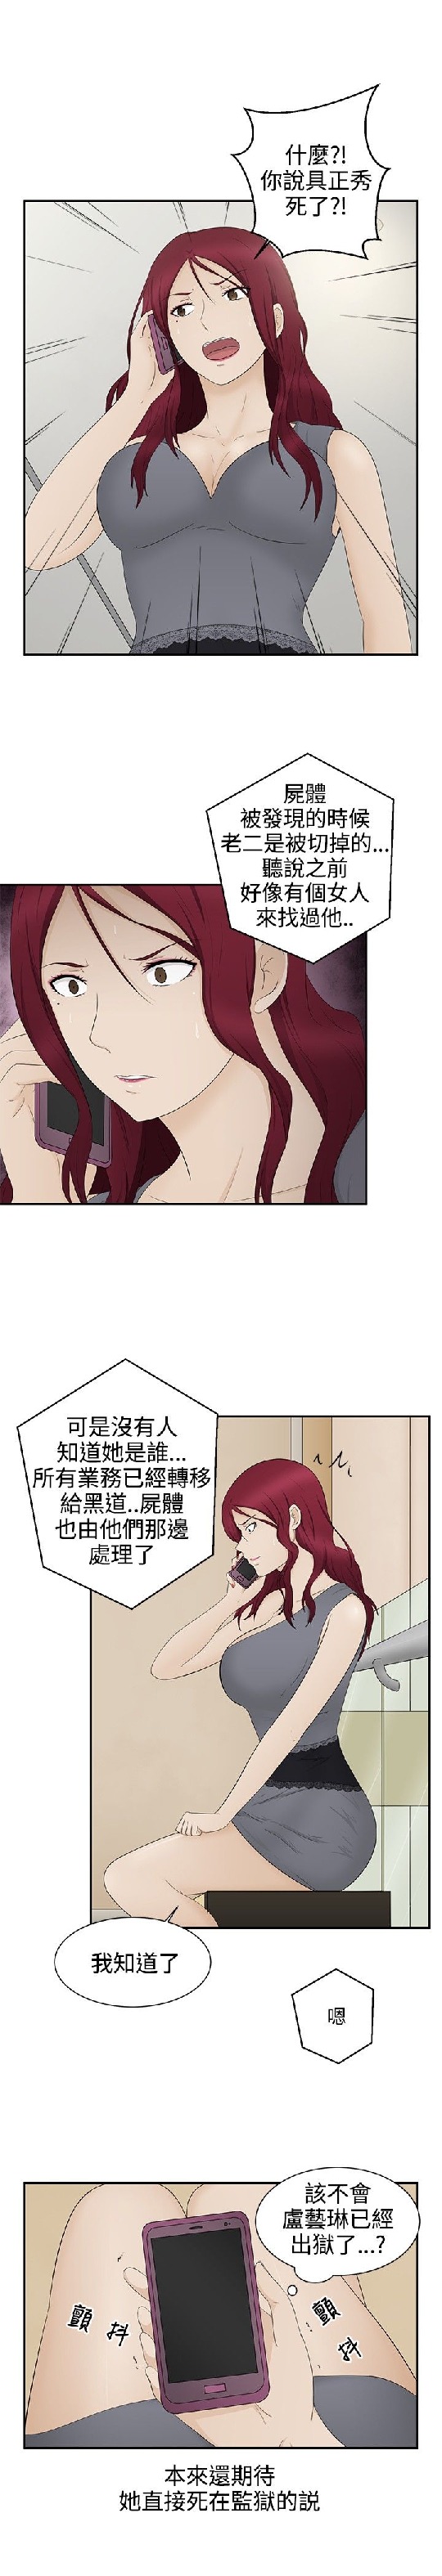 什麼?!
你說具正秀
死了?!
屍體
被發現的時候
老二是被切掉的...
聽說之前
好像有個女人
來找過他..
可是沒有人
知道她是誰...
所有業務已經轉移
給黑道..屍體
也由他們那邊
處理了
我知道了
嗯
該不會
盧藝琳已經
出獄了...?
顫抖
顫抖
本來還期待
她直接死在監獄的説